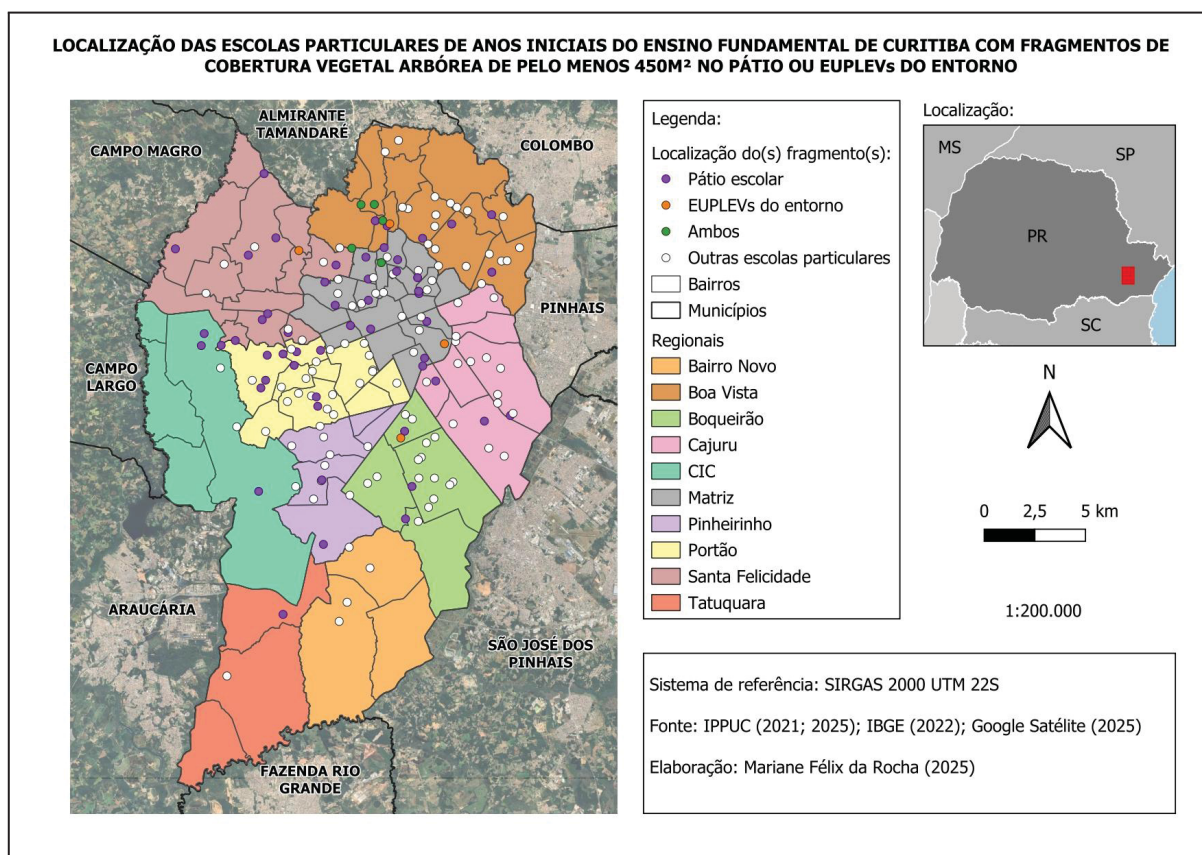 LOCALIZAÇÃO DAS ESCOLAS PARTICULARES DE ANOS INICIAIS DO ENSINO FUNDAMENTAL DE CURITIBA COM FRAGMENTOS DE
COBERTURA VEGETAL ARBÓREA DE PELO MENOS 450M² NO PÁTIO OU EUPLEVs DO ENTORNO
ALMIRANTE
TAMANDARÉ
CAMPO MAGRO
COLOMBO
PINHAIS
CAMPO
LARGO
ARAUCÁRIA
SÃO JOSÉ DOS
PINHAIS
FAZENDA RIO
GRANDE
Legenda:
Localização do(s) fragmento(s):
Pátio escolar
EUPLEVs do entorno
Ambos
Outras escolas particulares
Bairros
Municípios
Regionais
Bairro Novo
Boa Vista
Boqueirão
Cajuru
CIC
Matriz
Pinheirinho
Portão
Santa Felicidade
Tatuquara
Localização:
MS
SP
PR
SC
N
0 2,5 5 km
1:200.000
Sistema de referência: SIRGAS 2000 UTM 22S
Fonte: IPPUC (2021; 2025); IBGE (2022); Google Satélite (2025)
Elaboração: Mariane Félix da Rocha (2025)